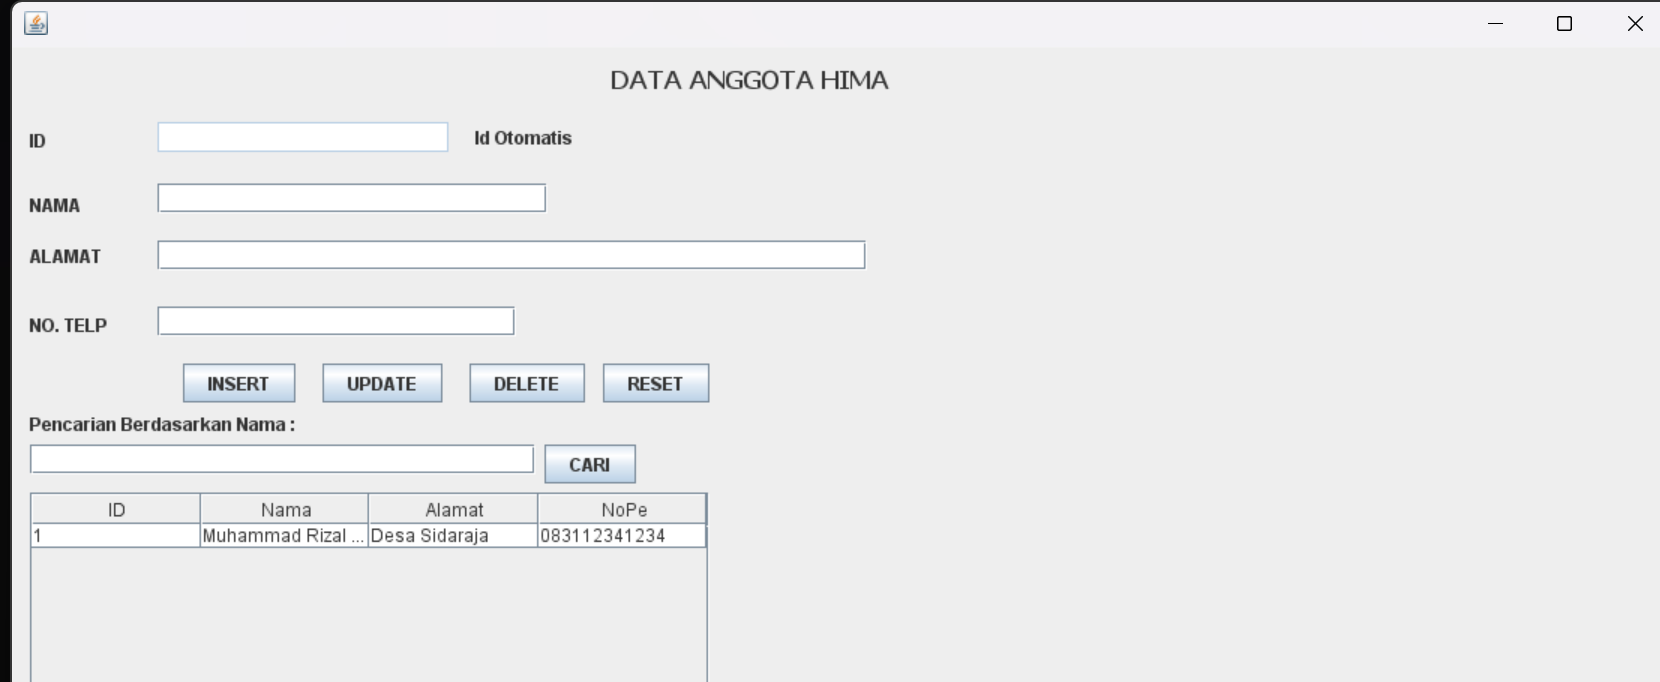 DATA ANGGOTA HIMA
ID
Id Otomatis
NAMA
ALAMAT
NO. TELP
INSERT UPDATE DELETE RESET
Pencarian Berdasarkan Nama :
CARI
ID Nama Alamat NoPe
1 Muhammad Rizal ... Desa Sidaraja 083112341234